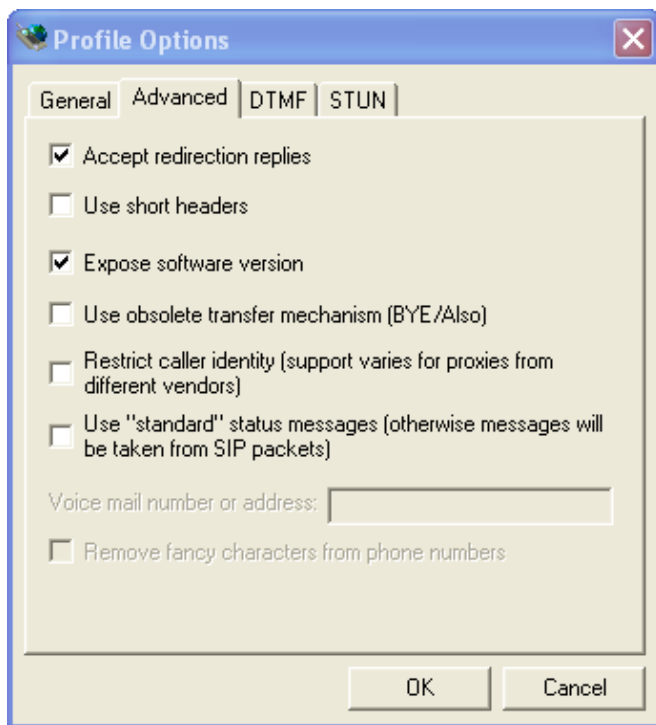 Profile Options
General Advanced DTMF STUN
Accept redirection replies
Use short headers
Expose software version
Use obsolete transfer mechanism (BYE/Also)
Restrict caller identity (support varies for proxies from
different vendors)
Use "standard" status messages (otherwise messages will
be taken from SIP packets)
Voice mail number or address:
Remove fancy characters from phone numbers
OK Cancel